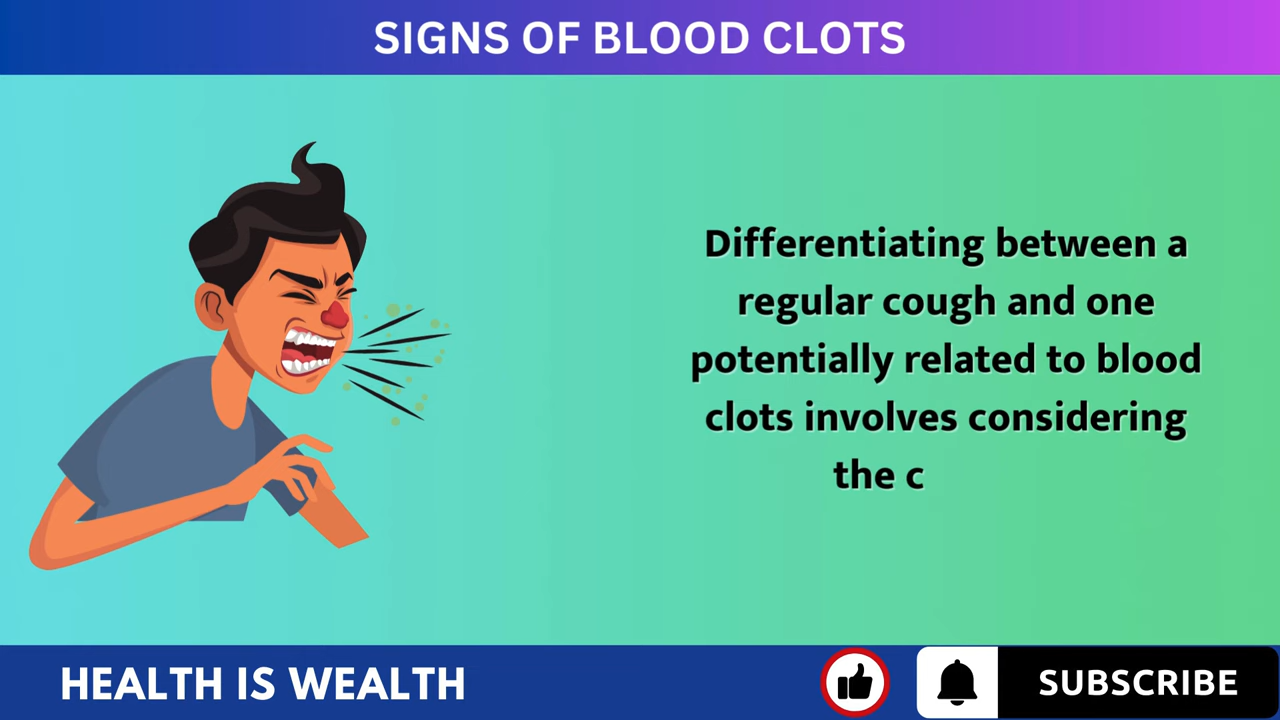 SIGNS OF BLOOD CLOTS
Differentiating between a
regular cough and one
potentially related to blood
clots involves considering
the c
HEALTH IS WEALTH
SUBSCRIBE